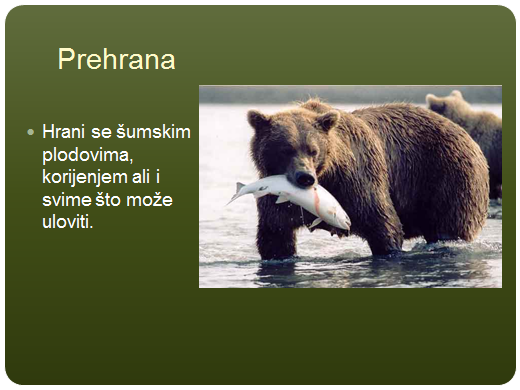 Prehrana
Hrani se šumskim
plodovima,
korijenjem ali i
svime što može
uloviti.